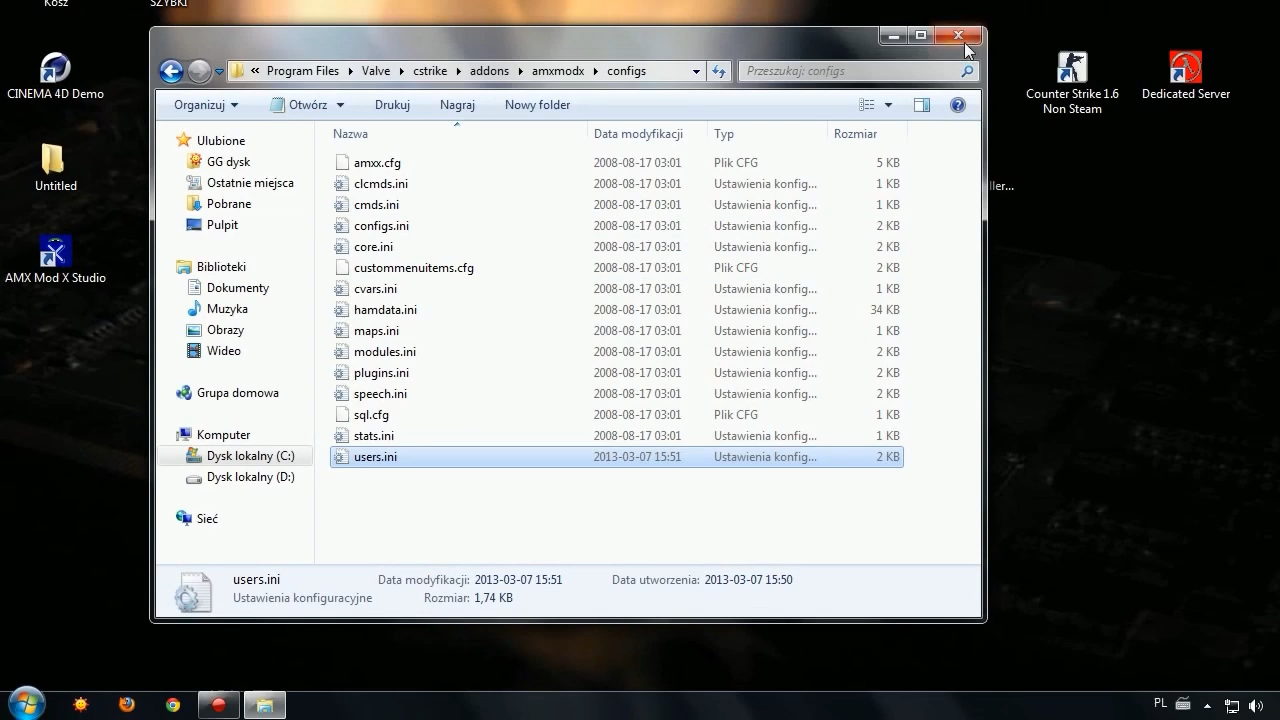 Kosz
SZYBKI
CINEMA 4D Demo
Untitled
AMX Mod X Studio
Counter Strike 1.6
Non Steam
Dedicated Server
ller...
« Program Files Valve cstrike addons amxmodx configs
Przeszukaj: configs
Organizuj Otwórz Drukuj Nagraj Nowy folder
Ulubione
GG dysk
Ostatnie miejsca
Pobrane
Pulpit
Biblioteki
Dokumenty
Muzyka
Obrazy
Wideo
Grupa domowa
Komputer
Dysk lokalny (C:)
Dysk lokalny (D:)
Sieć
Nazwa Data modyfikacji Typ Rozmiar
amxx.cfg 2008-08-17 03:01 Plik CFG 5 KB
clcmds.ini 2008-08-17 03:01 Ustawienia konfig... 1 KB
cmds.ini 2008-08-17 03:01 Ustawienia konfig... 1 KB
configs.ini 2008-08-17 03:01 Ustawienia konfig... 2 KB
core.ini 2008-08-17 03:01 Ustawienia konfig... 2 KB
custommenuitems.cfg 2008-08-17 03:01 Plik CFG 2 KB
cvars.ini 2008-08-17 03:01 Ustawienia konfig... 1 KB
hamdata.ini 2008-08-17 03:01 Ustawienia konfig... 34 KB
maps.ini 2008-08-17 03:01 Ustawienia konfig... 1 KB
modules.ini 2008-08-17 03:01 Ustawienia konfig... 2 KB
plugins.ini 2008-08-17 03:01 Ustawienia konfig... 2 KB
speech.ini 2008-08-17 03:01 Ustawienia konfig... 2 KB
sql.cfg 2008-08-17 03:01 Plik CFG 1 KB
stats.ini 2008-08-17 03:01 Ustawienia konfig... 1 KB
users.ini 2013-03-07 15:51 Ustawienia konfig... 2 KB
users.ini Data modyfikacji: 2013-03-07 15:51 Data utworzenia: 2013-03-07 15:50
Ustawienia konfiguracyjne Rozmiar: 1,74 KB
PL